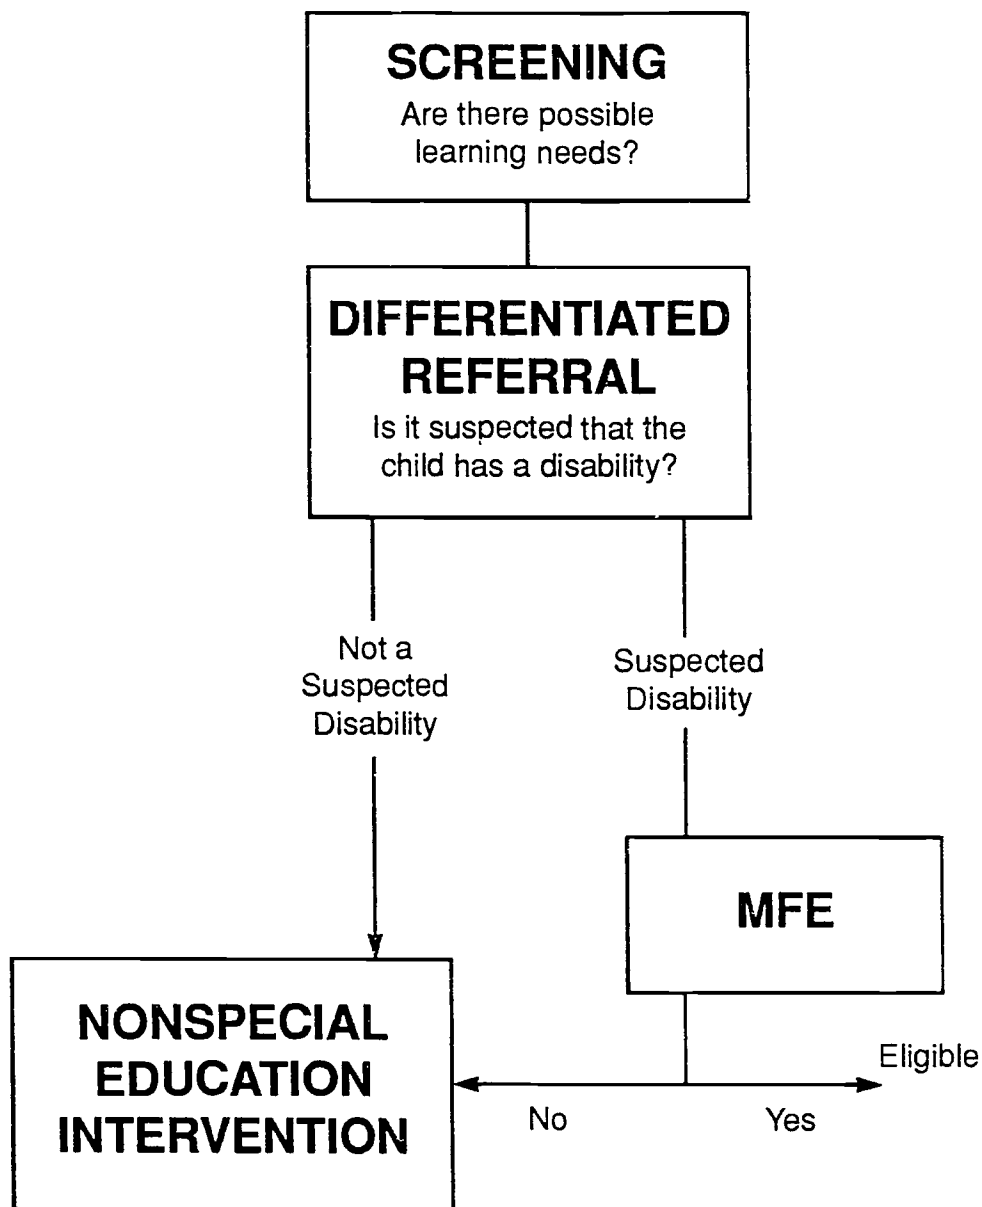 SCREENING
Are there possible
learning needs?
DIFFERENTIATED
REFERRAL
Is it suspected that the
child has a disability?
Not a
Suspected
Disability
Suspected
Disability
MFE
NONSPECIAL
EDUCATION
INTERVENTION
Eligible
No
Yes